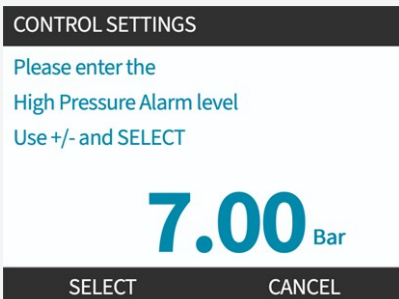 CONTROL SETTINGS
Please enter the
High Pressure Alarm level
Use +/- and SELECT
7.00 Bar
SELECT CANCEL